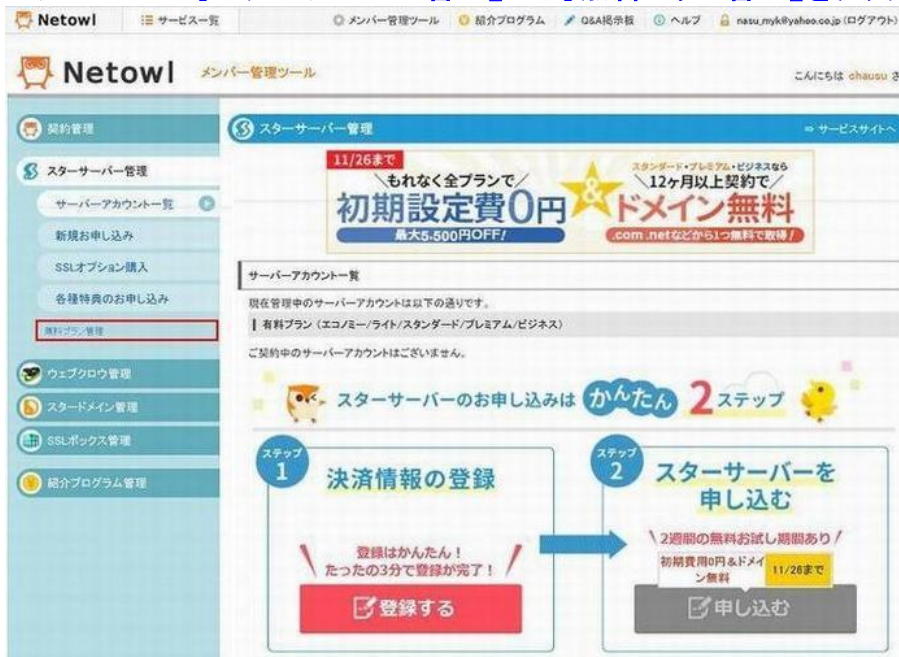 Netowl
サービス一覧
メンバー管理ツール
紹介プログラム
Q&A掲示板
ヘルプ
nasu_myk@yahoo.co.jp (ログアウト)
Netowl メンバー管理ツール
こんにちは chausu さ
契約管理
スターサーバー管理
サーバーアカウント一覧
新規お申し込み
SSLオプション購入
各種特典のお申し込み
無料プラン管理
ウェブクロウ管理
スタードメイン管理
SSLボックス管理
紹介プログラム管理
スターサーバー管理
⇒ サービスサイトへ
11/26まで
もれなく全プランで
初期設定費0円
最大5,500円OFF!
&
スタンダード・プレミアム・ビジネスなら
12ヶ月以上契約で
ドメイン無料
.com .netなどから1つ無料で取得!
サーバーアカウント一覧
現在管理中のサーバーアカウントは以下の通りです。
有料プラン (エコノミー/ライト/スタンダード/プレミアム/ビジネス)
ご契約中のサーバーアカウントはございません。
スターサーバーのお申し込みは かんたん 2 ステップ
ステップ
1
決済情報の登録
登録はかんたん!
たったの3分で登録が完了!
登録する
ステップ
2
スターサーバーを
申し込む
2週間の無料お試し期間あり
初期費用0円&ドメイ
ン無料
11/26まで
申し込む